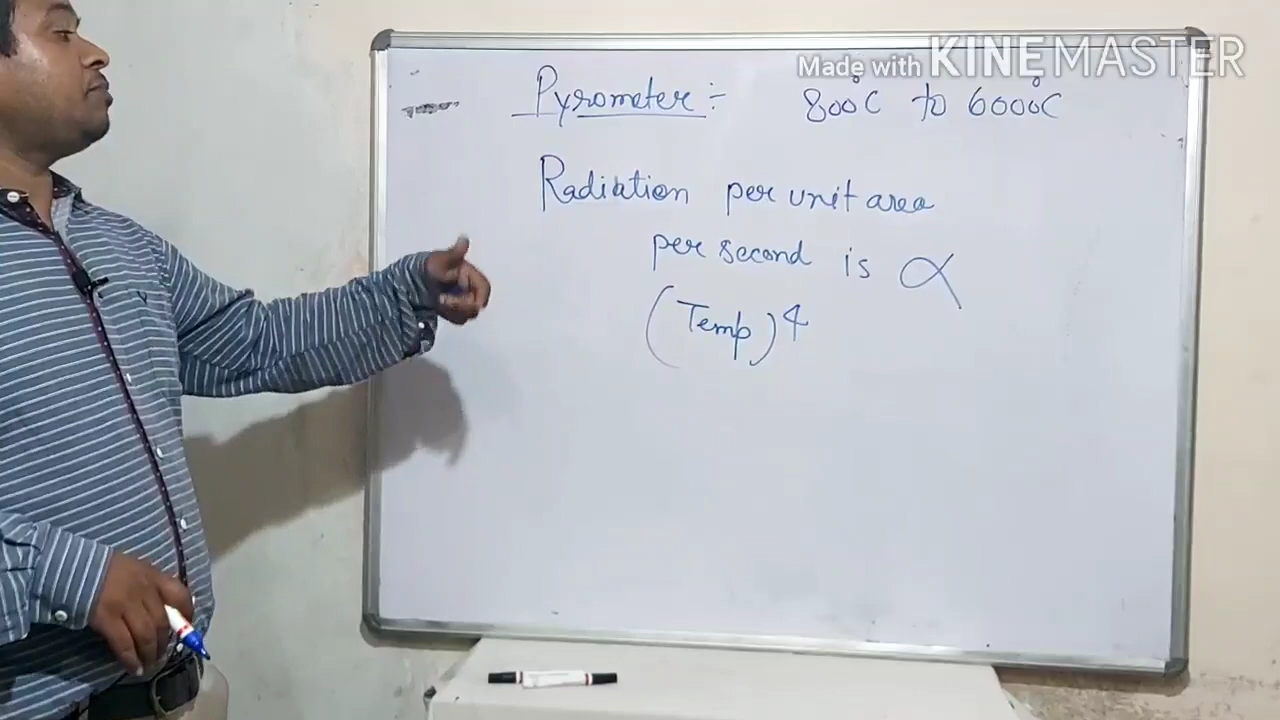 Made with KINEMASTER
Pyrometer :- 800°C to 6000°C
Radiation per unit area
per second is α
(Temp)4